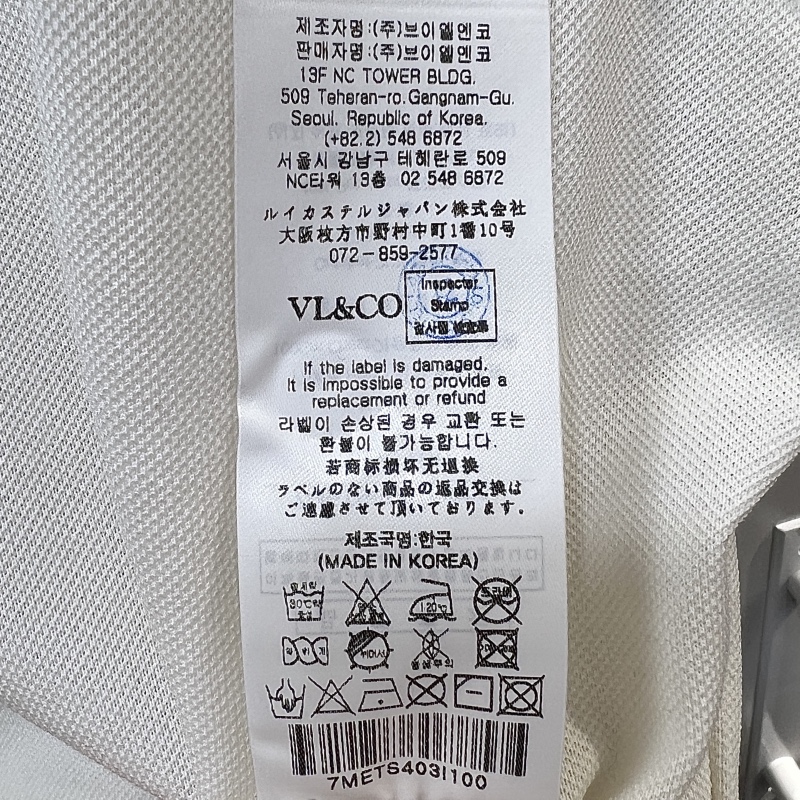 제조자명:(주)브이엘엔코
판매자명:(주)브이엘엔코
13F NC TOWER BLDG.
509 Teheran-ro.Gangnam-Gu.
Seoul. Republic of Korea.
(+82.2) 548 6872
서울시 강남구 테헤란로 509
NC타워 13층 02 548 6872
ルイカステルジャパン株式会社
大阪枚方市野村中町1番10号
072-859-2577
VL&CO
Inspector
Stamp
If the label is damaged.
It is impossible to provide a
replacement or refund
라벨이 손상된 경우 교환 또는
환불이 불가능합니다.
若商标损坏无退换
ラベルのない商品の返品交換は
ご遠慮させて頂いております。
제조국명:한국
(MADE IN KOREA)
30℃
120℃
드라이
7METS403I100